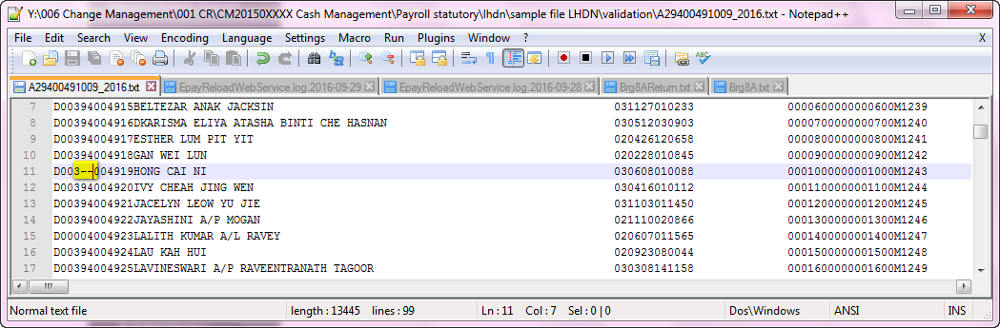 Y:\006 Change Management\001 CR\CM20150XXXX Cash Management\Payroll statutory\lhdn\sample file LHDN\validation\A29400491009_2016.txt - Notepad++
File Edit Search View Encoding Language Settings Macro Run Plugins Window ? X
A29400491009_2016.txt EpayReloadWebService.log.2016-09-29 EpayReloadWebService.log.2016-09-28 Brg8AReturn.txt Brg8A.txt
7 D00394004915BELTEZAR ANAK JACKSIN 031127010233 0000600000000600M1239
8 D00394004916DKARISMA ELIYA ATASHA BINTI CHE HASNAN 030512030903 0000700000000700M1240
9 D00394004917ESTHER LUM PIT YIT 020426120658 0000800000000800M1241
10 D00394004918GAN WEI LUN 020228010845 0000900000000900M1242
11 D003--004919HONG CAI NI 030608010088 0001000000001000M1243
12 D00394004920IVY CHEAH JING WEN 030416010112 0001100000001100M1244
13 D00394004921JACELYN LEOW YU JIE 031103011450 0001200000001200M1245
14 D00394004922JAYASHINI A/P MOGAN 021110020866 0001300000001300M1246
15 D00004004923LALITH KUMAR A/L RAVEY 020607011565 0001400000001400M1247
16 D00394004924LAU KAH HUI 020923080044 0001500000001500M1248
17 D00394004925LAVINESWARI A/P RAVEENTRANATH TAGOOR 030308141158 0001600000001600M1249
Normal text file length : 13445 lines : 99 Ln : 11 Col : 7 Sel : 0 | 0 Dos\Windows ANSI INS